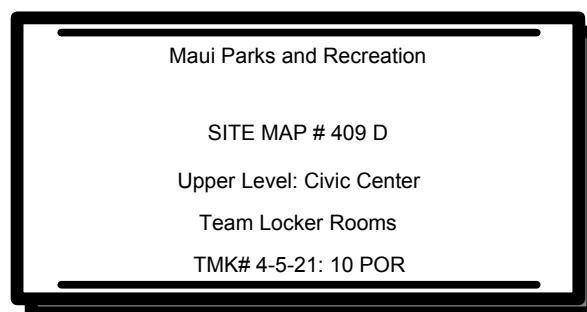 Maui Parks and Recreation
SITE MAP # 409 D
Upper Level: Civic Center
Team Locker Rooms
TMK# 4-5-21: 10 POR